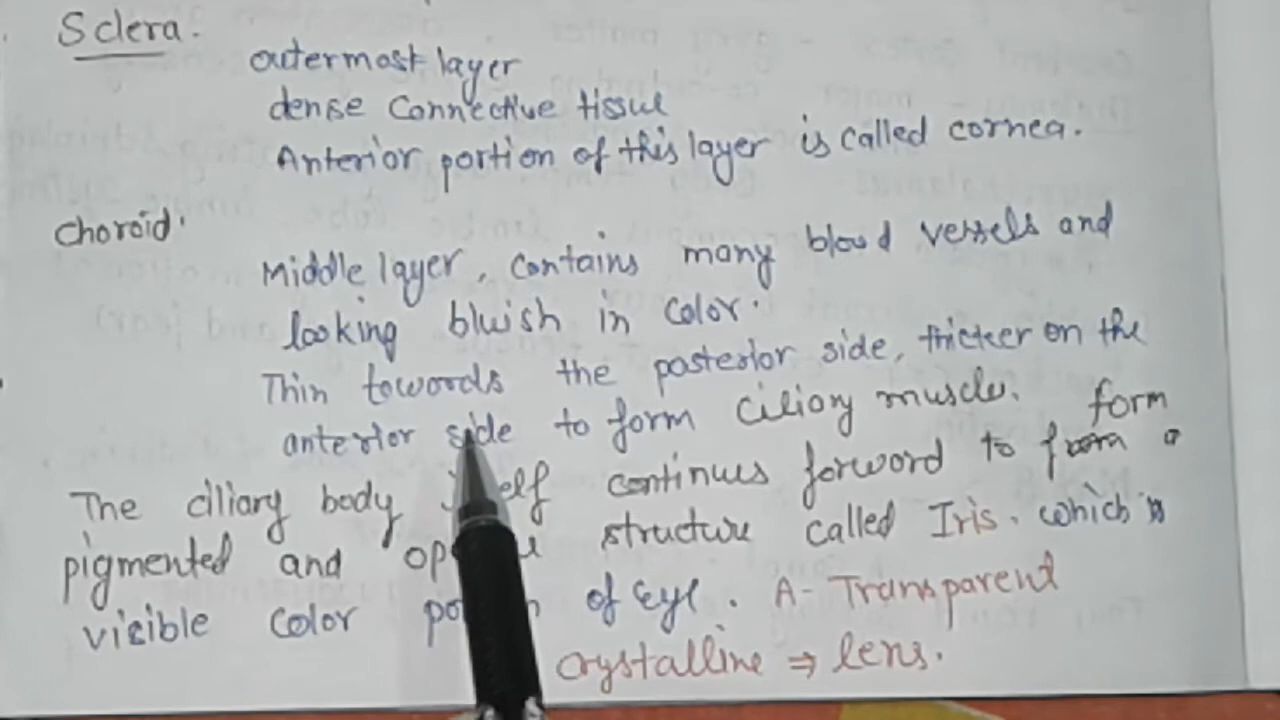 Sclera.
outermost layer
dense Connective tissue
Anterior portion of this layer is called cornea.
Choroid.
Middle layer, contains many blood vessels and
looking bluish in color.
Thin towards the posterior side, thicker on the
anterior side to form ciliary muscle. form
The ciliary body continues forward to from a
pigmented and structure called Iris. which is
visible color of Eye. A- Transparent
crystalline ⇒ lens.